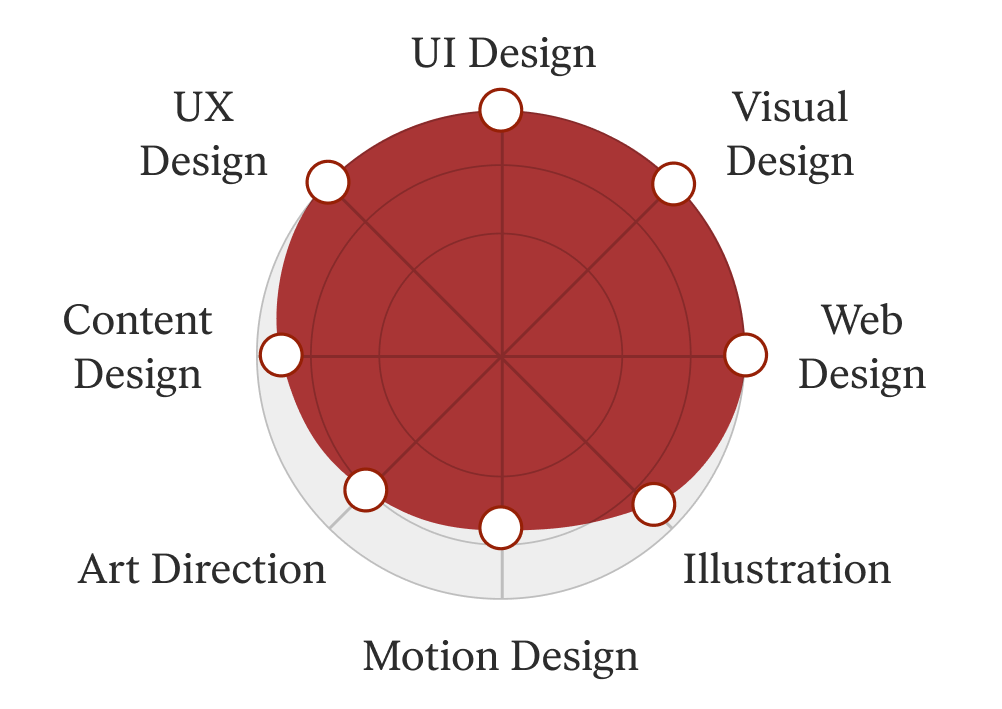 UI Design
UX
Design
Visual
Design
Content
Design
Web
Design
Art Direction
Illustration
Motion Design